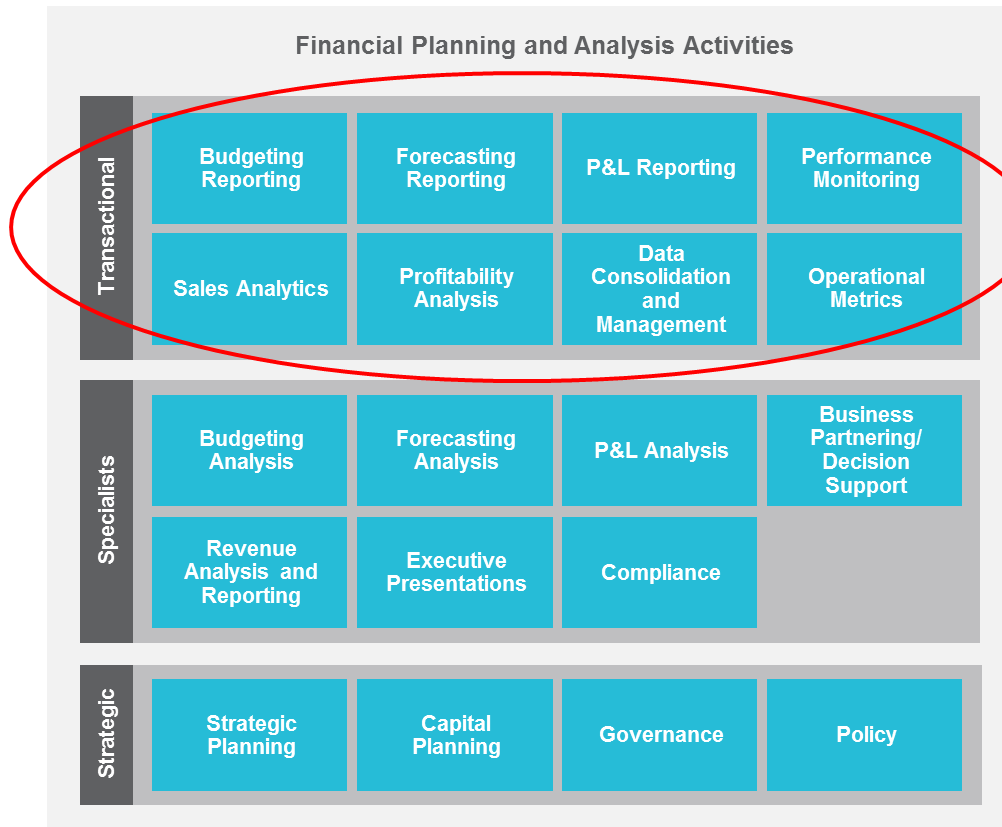 Financial Planning and Analysis Activities
Transactional
Budgeting
Reporting
Forecasting
Reporting
P&L Reporting
Performance
Monitoring
Sales Analytics
Profitability
Analysis
Data
Consolidation
and
Management
Operational
Metrics
Specialists
Budgeting
Analysis
Forecasting
Analysis
P&L Analysis
Business
Partnering/
Decision
Support
Revenue
Analysis and
Reporting
Executive
Presentations
Compliance
Strategic
Strategic
Planning
Capital
Planning
Governance
Policy